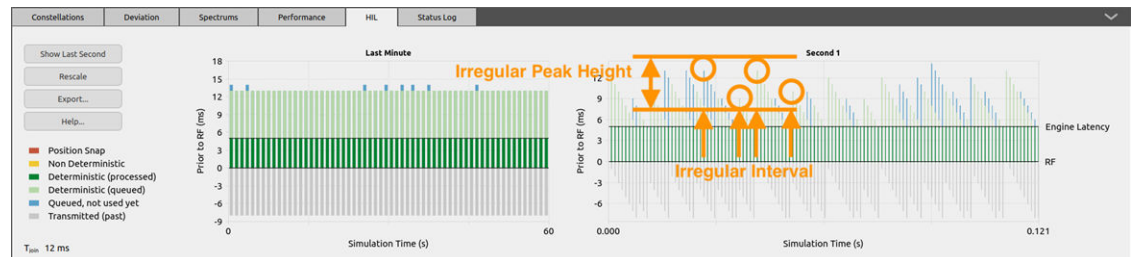 Constellations
Deviation
Spectrums
Performance
HIL
Status Log
Show Last Second
Rescale
Export...
Help...
Position Snap
Non Deterministic
Deterministic (processed)
Deterministic (queued)
Queued, not used yet
Transmitted (past)
Tjoin 12 ms
Last Minute
Prior to RF (ms)
18
15
12
9
6
3
0
-3
-6
-9
0
60
Simulation Time (s)
Second 1
Irregular Peak Height
Irregular Interval
Prior to RF (ms)
12
9
6
3
0
-3
-6
Engine Latency
RF
0.000
0.121
Simulation Time (s)